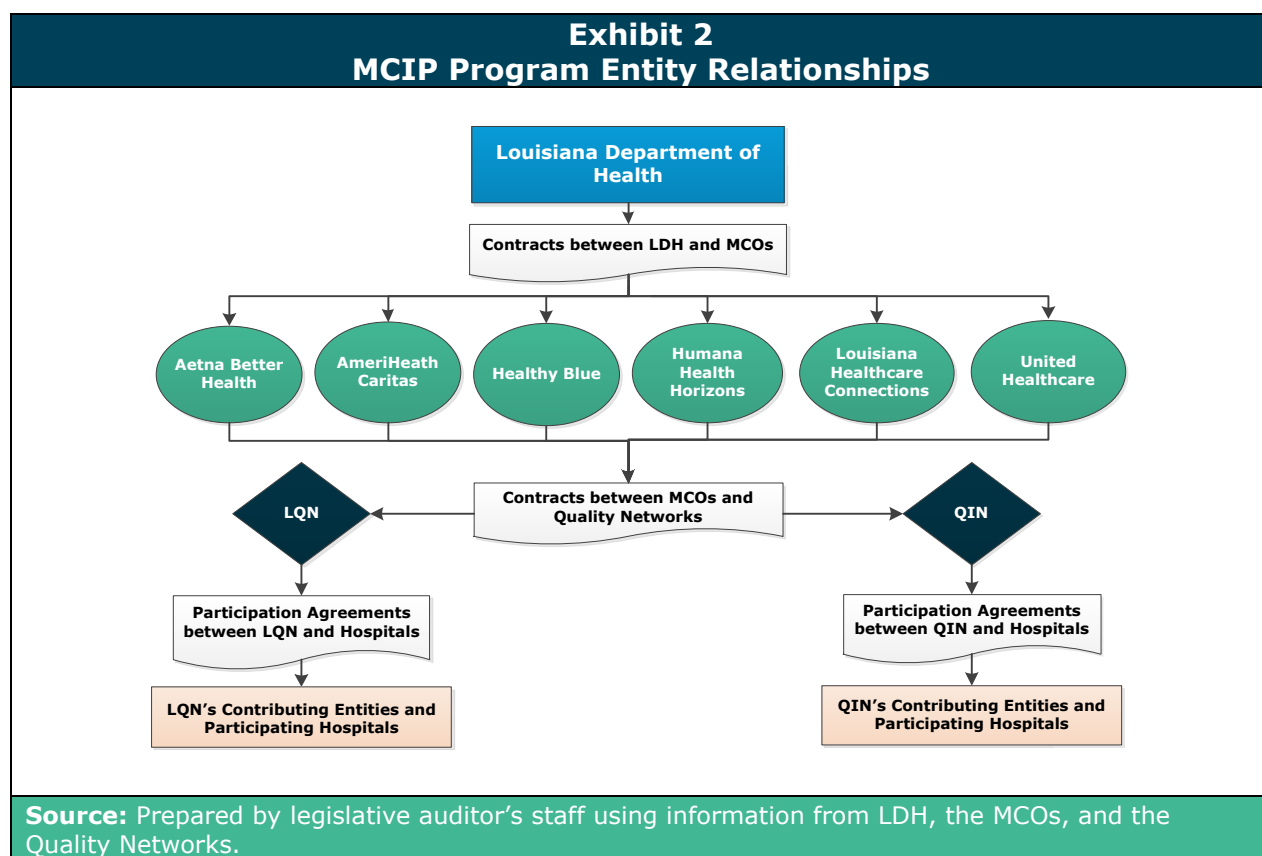 Exhibit 2
MCIP Program Entity Relationships
Louisiana Department of
Health
Contracts between LDH and MCOs
Aetna Better
Health
AmeriHeath
Caritas
Healthy Blue
Humana
Health
Horizons
Louisiana
Healthcare
Connections
United
Healthcare
LQN
Contracts between MCOs and
Quality Networks
QIN
Participation Agreements
between LQN and Hospitals
Participation Agreements
between QIN and Hospitals
LQN’s Contributing Entities and
Participating Hospitals
QIN’s Contributing Entities and
Participating Hospitals
Source: Prepared by legislative auditor’s staff using information from LDH, the MCOs, and the
Quality Networks.